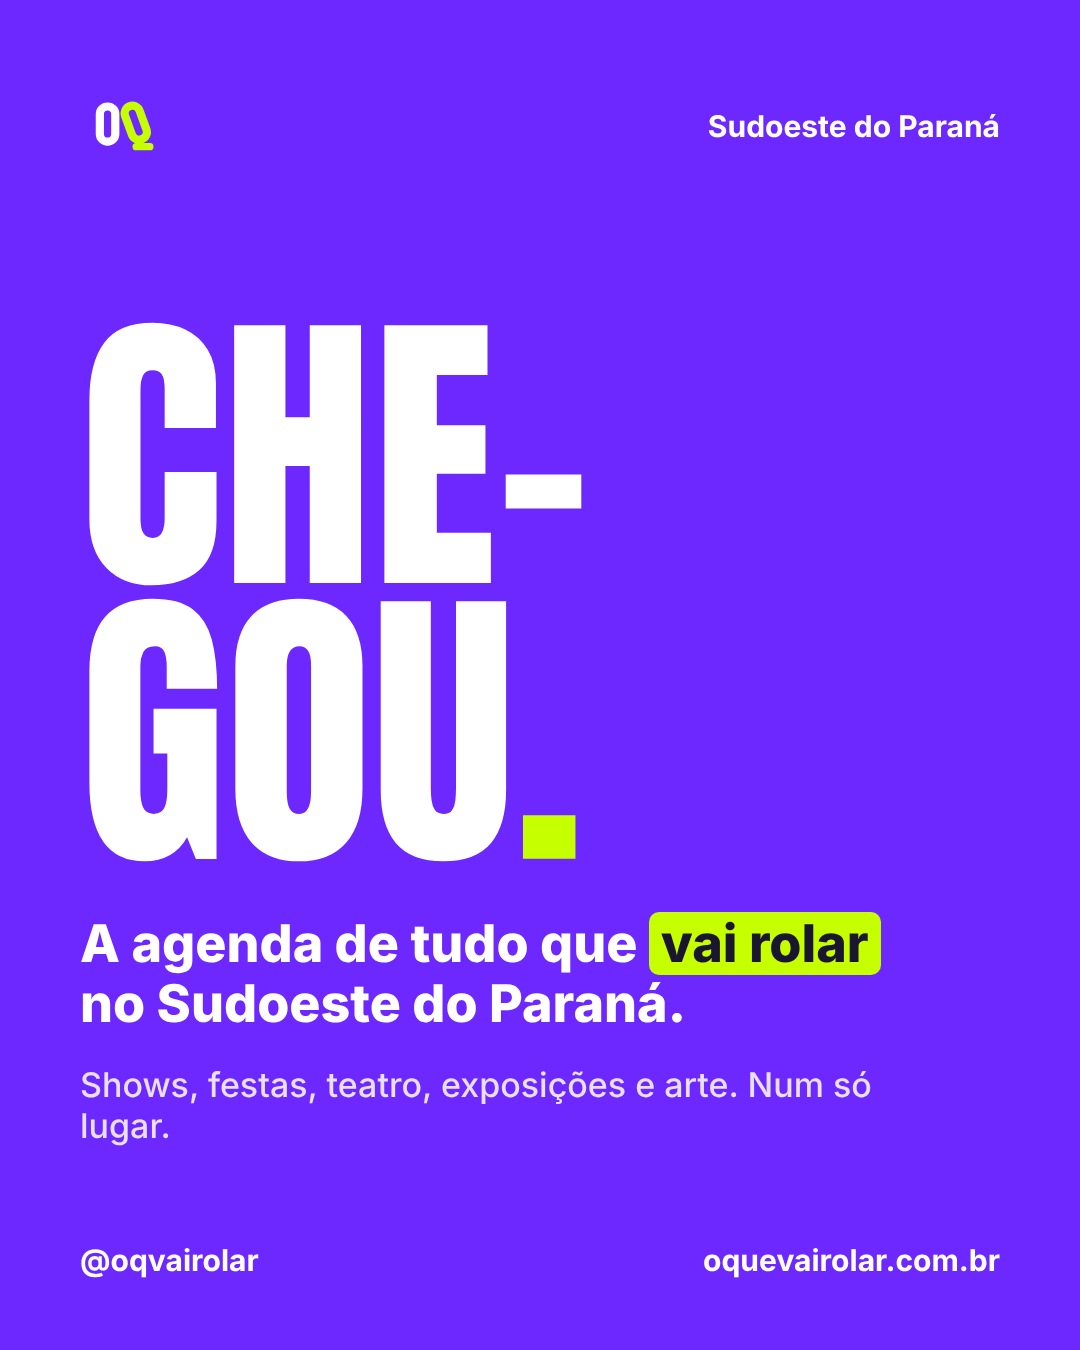 OQ
Sudoeste do Paraná
CHE-
GOU.
A agenda de tudo que vai rolar
no Sudoeste do Paraná.
Shows, festas, teatro, exposições e arte. Num só
lugar.
@oqvairolar
oquevairolar.com.br